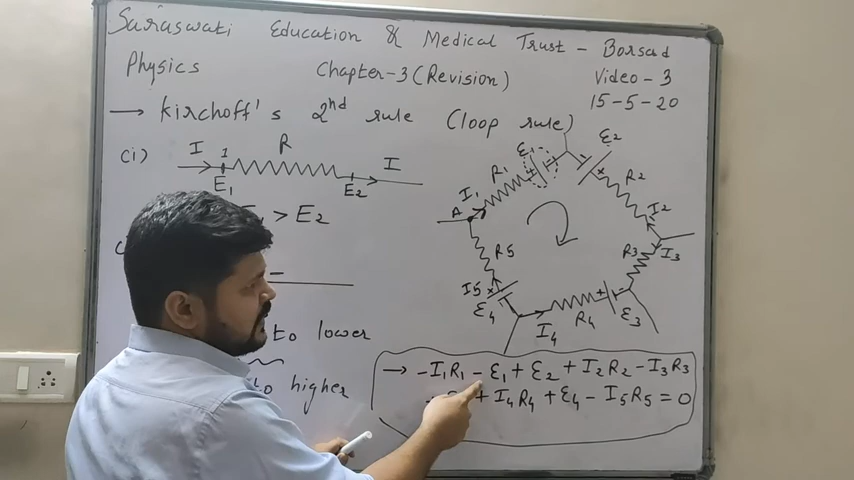 Saraswati Education & Medical Trust - Borsad
Physics Chapter-3 (Revision) Video - 3
15-5-20
→ Kirchoff's 2nd rule (loop rule)
(i) I 1 R I
E1 E2
> E2
-
to lower
to higher
ε1 ε2
R1 R2
I1 I2
A
R5 R3
I3
I5
ε4 R4 ε3
I4
→ -I1R1 - ε1 + ε2 + I2R2 - I3R3
+ I4R4 + ε4 - I5R5 = 0